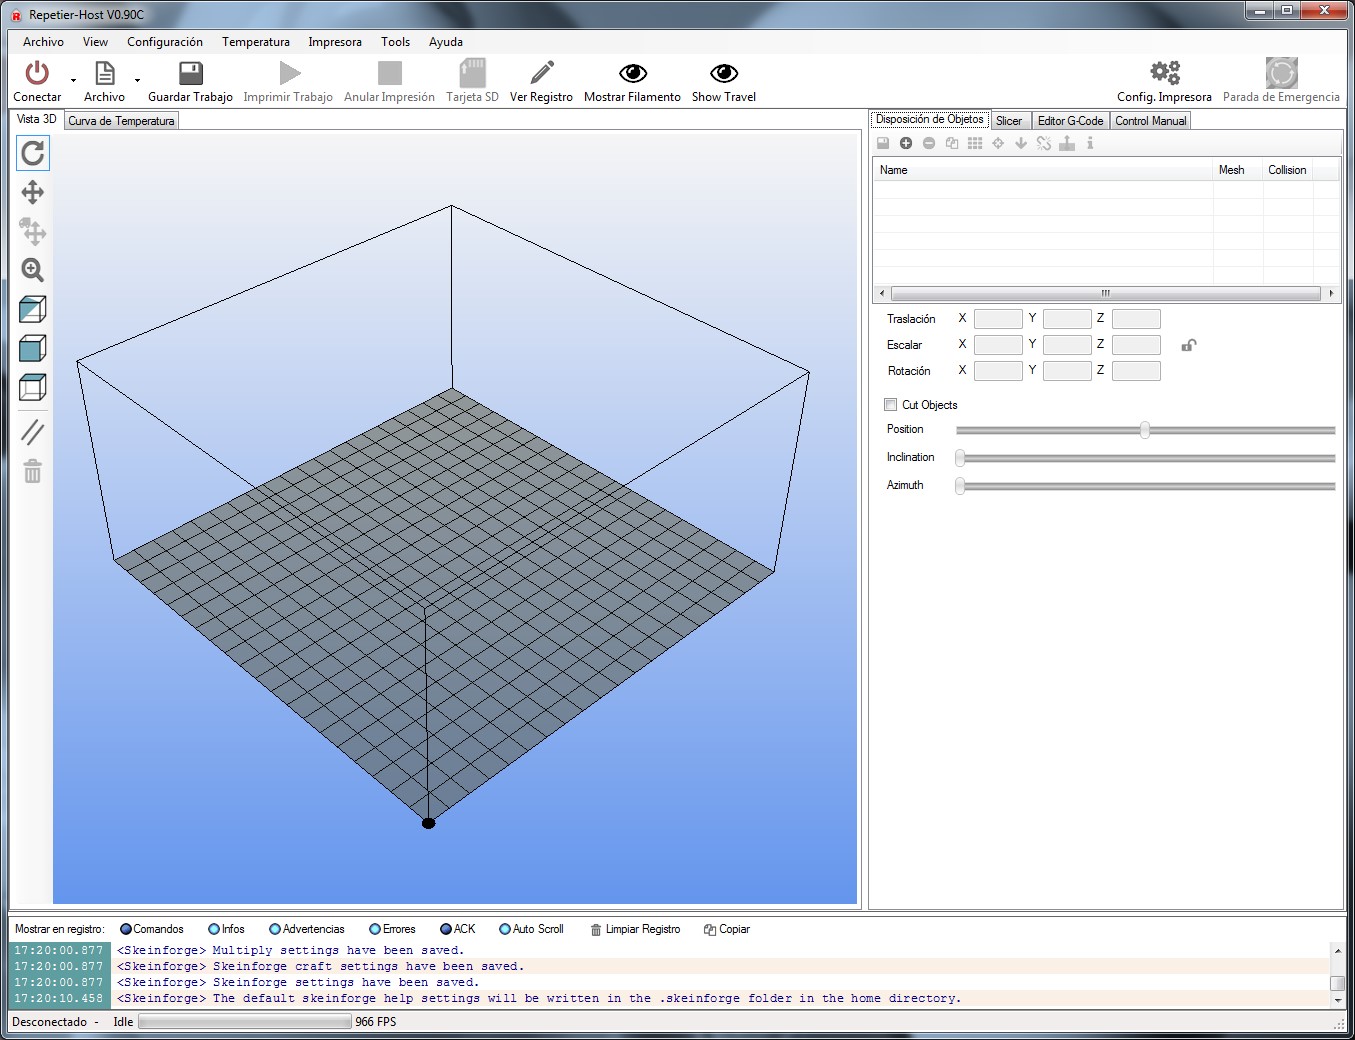 Repetier-Host V0.90C
Archivo View Configuración Temperatura Impresora Tools Ayuda
Conectar Archivo Guardar Trabajo Imprimir Trabajo Anular Impresión Tarjeta SD Ver Registro Mostrar Filamento Show Travel Config. Impresora Parada de Emergencia
Vista 3D Curva de Temperatura
Disposición de Objetos Slicer Editor G-Code Control Manual
Name Mesh Collision
Traslación X Y Z
Escalar X Y Z
Rotación X Y Z
Cut Objects
Position
Inclination
Azimuth
Mostrar en registro: Comandos Infos Advertencias Errores ACK Auto Scroll Limpiar Registro Copiar
17:20:00.877 <Skeinforge> Multiply settings have been saved.
17:20:00.877 <Skeinforge> Skeinforge craft settings have been saved.
17:20:00.877 <Skeinforge> Skeinforge settings have been saved.
17:20:10.458 <Skeinforge> The default skeinforge help settings will be written in the .skeinforge folder in the home directory.
Desconectado - Idle 966 FPS